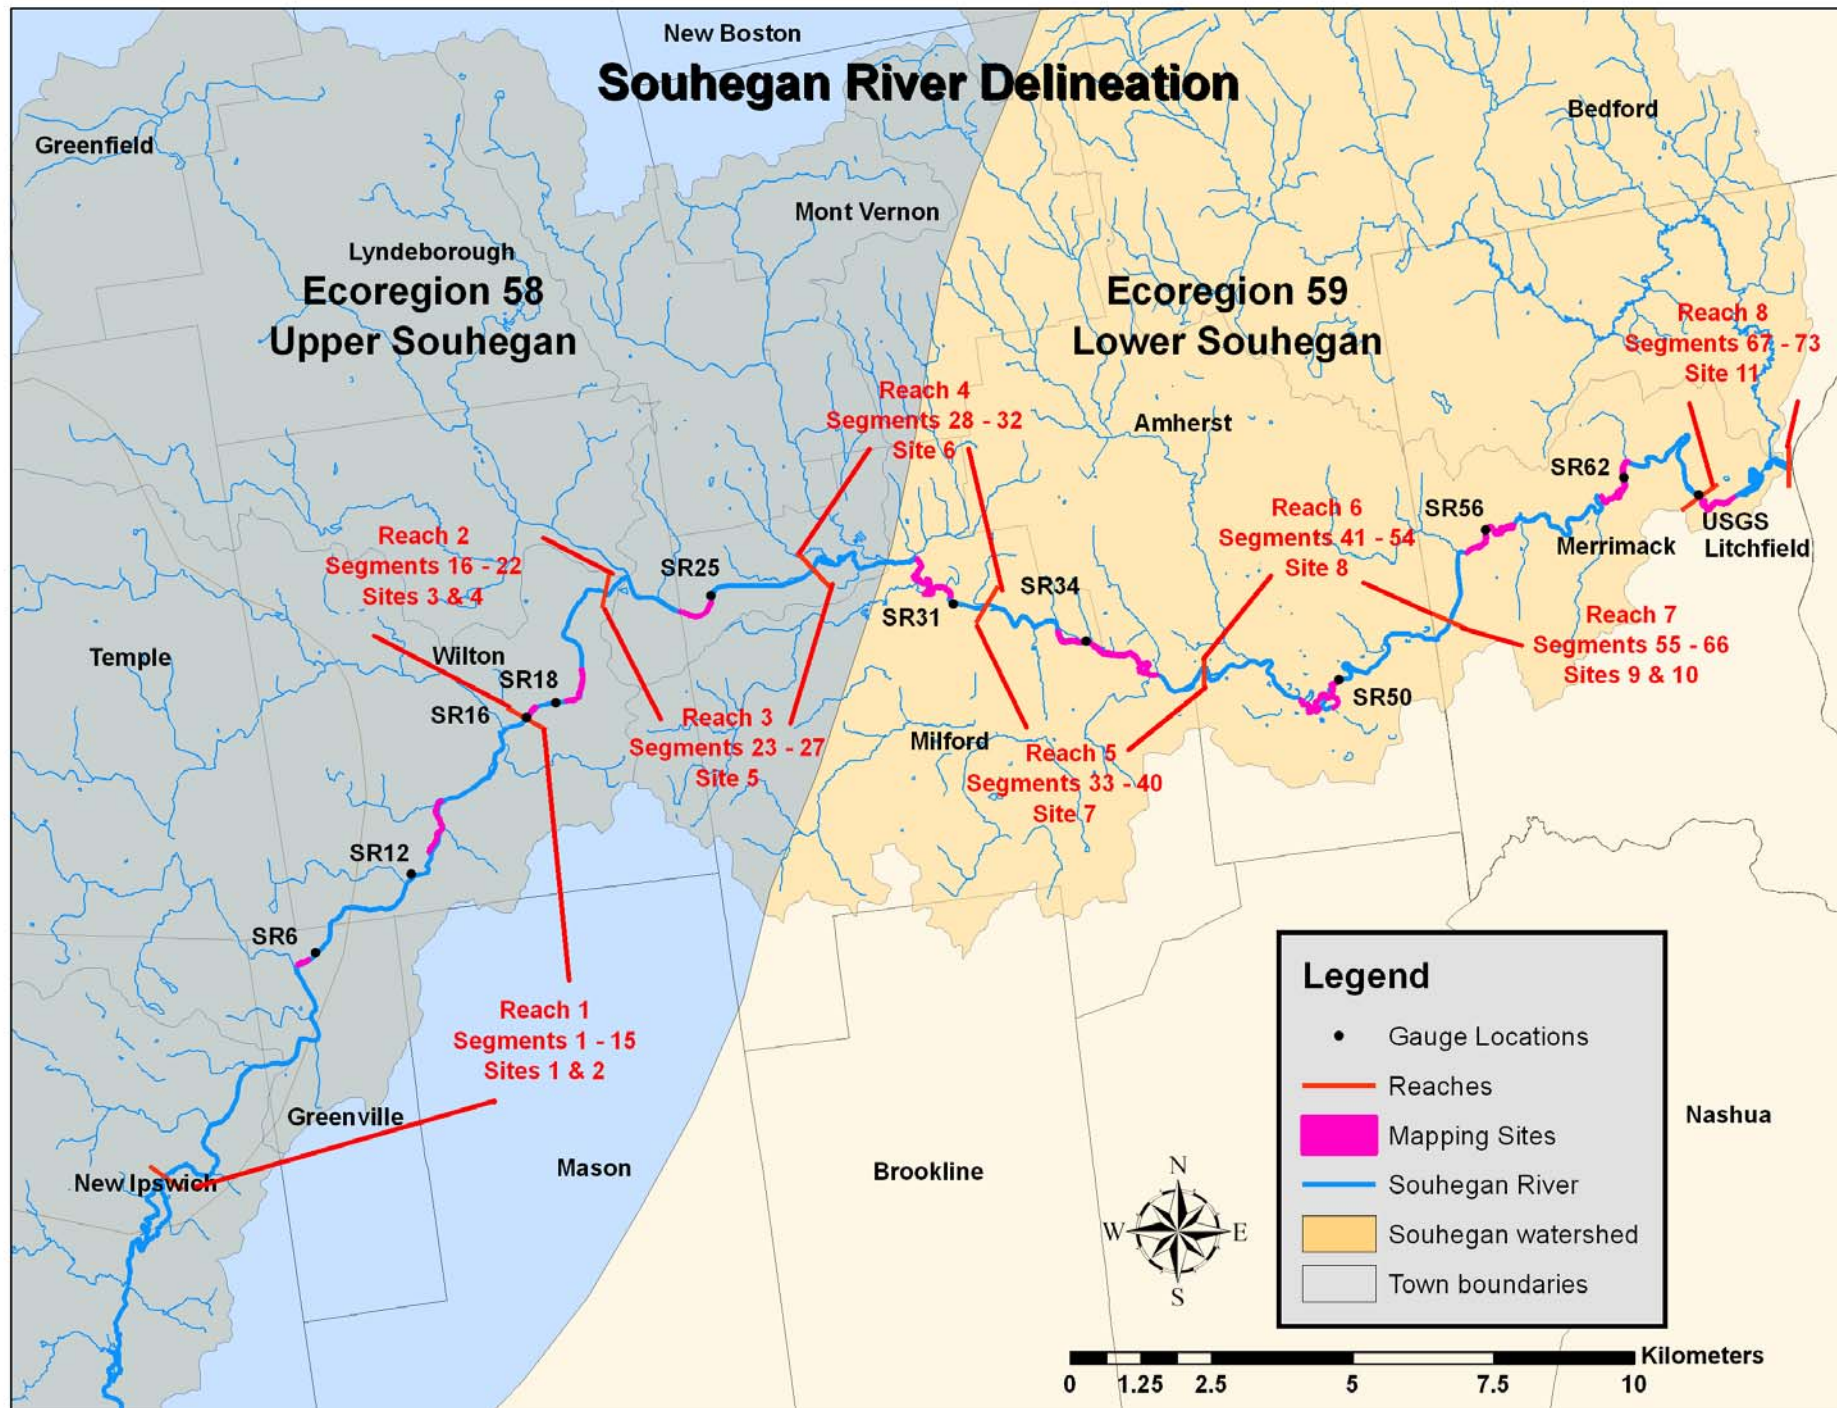 New Boston
Souhegan River Delineation
Bedford
Greenfield
Mont Vernon
Lyndeborough
Ecoregion 58
Upper Souhegan
Ecoregion 59
Lower Souhegan
Reach 8
Segments 67 - 73
Site 11
Reach 4
Segments 28 - 32
Site 6
Amherst
SR62
Reach 6
Segments 41 - 54
Site 8
SR56
USGS
Merrimack
Litchfield
Reach 2
Segments 16 - 22
Sites 3 & 4
SR25
SR31
SR34
Reach 7
Segments 55 - 66
Sites 9 & 10
Temple
Wilton
SR18
SR16
SR50
Reach 3
Segments 23 - 27
Site 5
Milford
Reach 5
Segments 33 - 40
Site 7
SR12
SR6
Reach 1
Segments 1 - 15
Sites 1 & 2
Greenville
New Ipswich
Mason
Brookline
Nashua
N
W
E
S
Legend
Gauge Locations
Reaches
Mapping Sites
Souhegan River
Souhegan watershed
Town boundaries
Kilometers
0 1.25 2.5 5 7.5 10